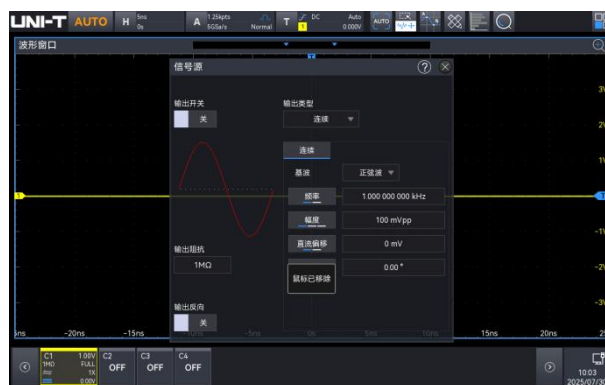 UNI-T AUTO H 5ns 0s A 1.25kpts 5GSa/s Normal T DC 1 Auto 0.000V AUTO
波形窗口
T
信号源
输出开关 输出类型
关 连续
连续
基波 正弦波
频率 1.000 000 000 kHz
幅度 100 mVpp
直流偏移 0 mV
输出阻抗
1MΩ
0.00 °
鼠标已移除
输出反向
关
3V
2V
1
-1V
-2V
-3V
5ns -20ns -15ns -5ns 0s 5ns 10ns 15ns 20ns
C1 1.00V C2 C3 C4
1MΩ FULL OFF OFF OFF
1X
0.00V
10:03
2025/07/30